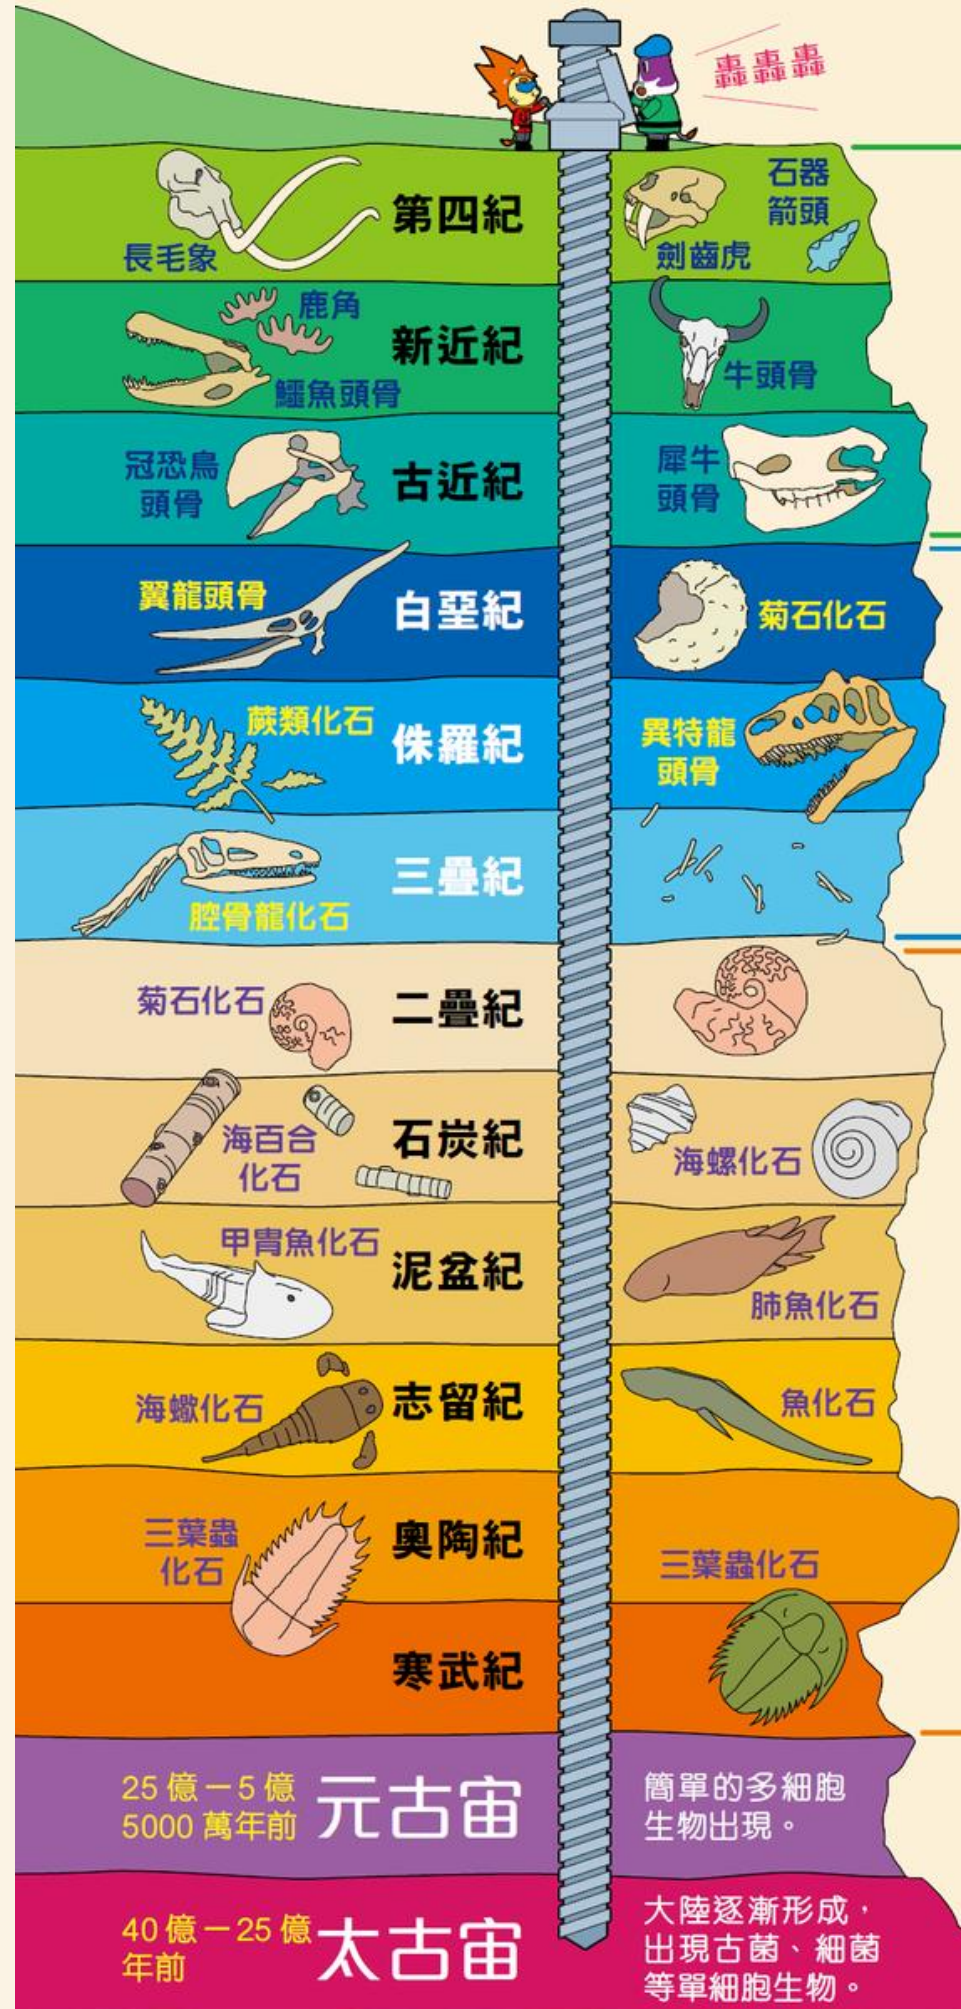 轟轟轟
長毛象
第四紀
劍齒虎
石器
箭頭
鹿角
鱷魚頭骨
新近紀
牛頭骨
冠恐鳥
頭骨
古近紀
犀牛
頭骨
翼龍頭骨
白堊紀
菊石化石
蕨類化石
侏羅紀
異特龍
頭骨
腔骨龍化石
三疊紀
菊石化石
二疊紀
海百合
化石
石炭紀
海螺化石
甲冑魚化石
泥盆紀
肺魚化石
海蠍化石
志留紀
魚化石
三葉蟲
化石
奧陶紀
三葉蟲化石
寒武紀
25 億－5 億
5000 萬年前
元古宙
簡單的多細胞
生物出現。
40 億－25 億
年前
太古宙
大陸逐漸形成，
出現古菌、細菌
等單細胞生物。